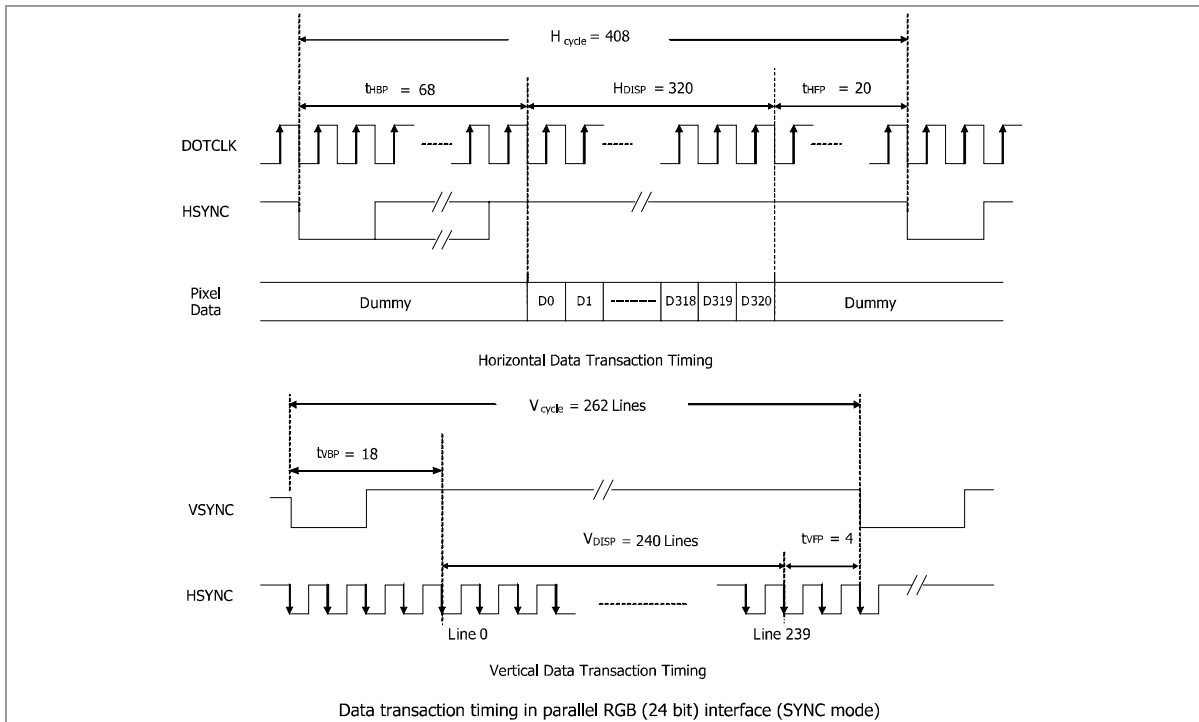 H cycle = 408
tHBP = 68 HDISP = 320 tHFP = 20
DOTCLK
HSYNC
Pixel Data Dummy D0 D1 D318 D319 D320 Dummy
Horizontal Data Transaction Timing
V cycle = 262 Lines
tVBP = 18
VSYNC
VDISP = 240 Lines tVFP = 4
HSYNC
Line 0 Line 239
Vertical Data Transaction Timing
Data transaction timing in parallel RGB (24 bit) interface (SYNC mode)